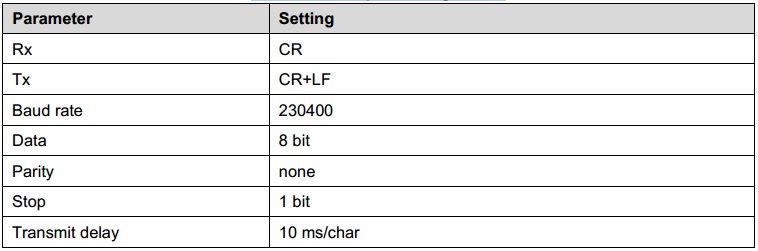 Parameter Setting
Rx CR
Tx CR+LF
Baud rate 230400
Data 8 bit
Parity none
Stop 1 bit
Transmit delay 10 ms/char